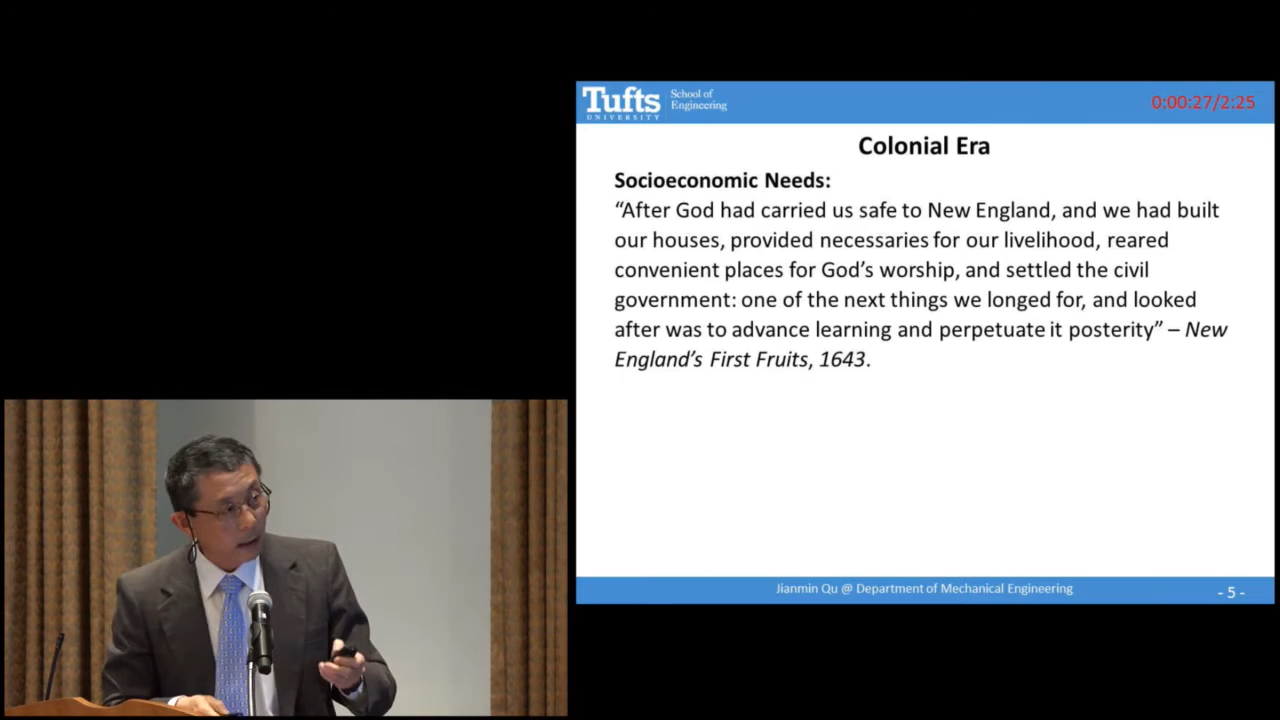 Tufts
UNIVERSITY
School of
Engineering
0:00:27/2:25
Colonial Era
Socioeconomic Needs:
“After God had carried us safe to New England, and we had built
our houses, provided necessaries for our livelihood, reared
convenient places for God’s worship, and settled the civil
government: one of the next things we longed for, and looked
after was to advance learning and perpetuate it posterity” – New
England’s First Fruits, 1643.
Jianmin Qu @ Department of Mechanical Engineering
- 5 -